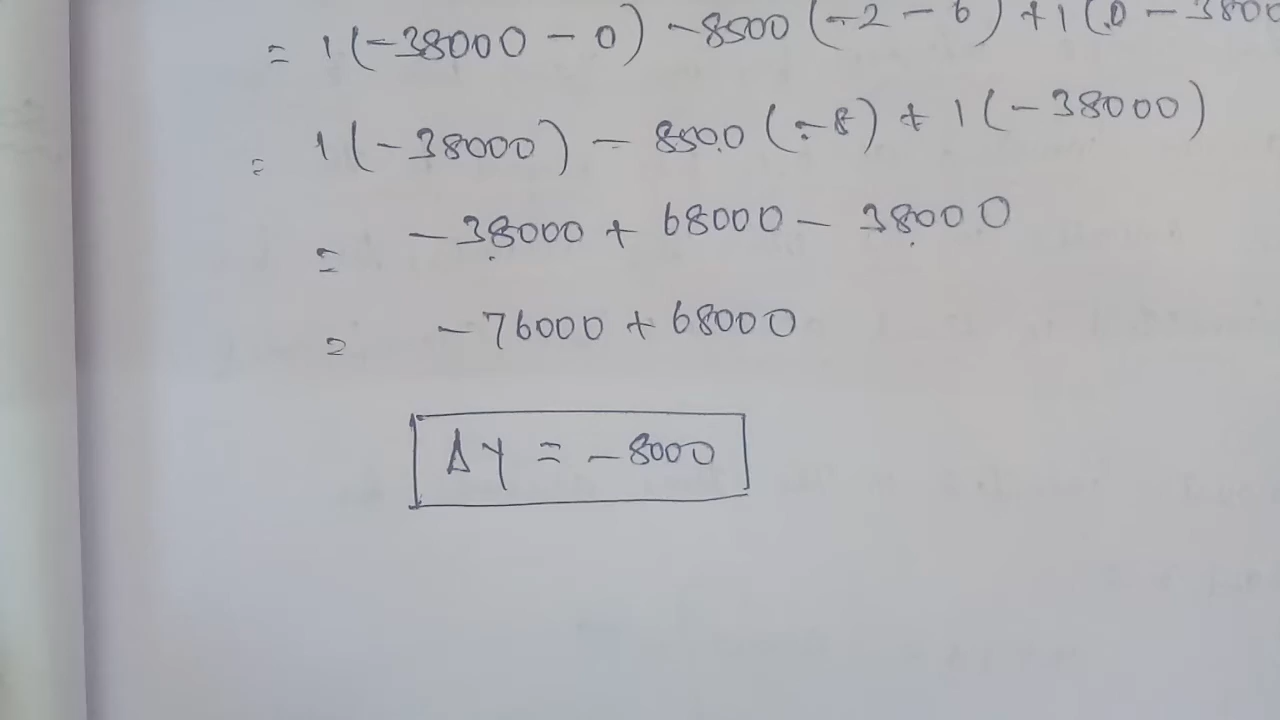 = 1(-38000 - 0) - 8500 (-2 - 6) + 1(0 - 3800
= 1(-38000) - 8500 (-8) + 1(-38000)
= -38000 + 68000 - 38000
= -76000 + 68000
Δy = -8000